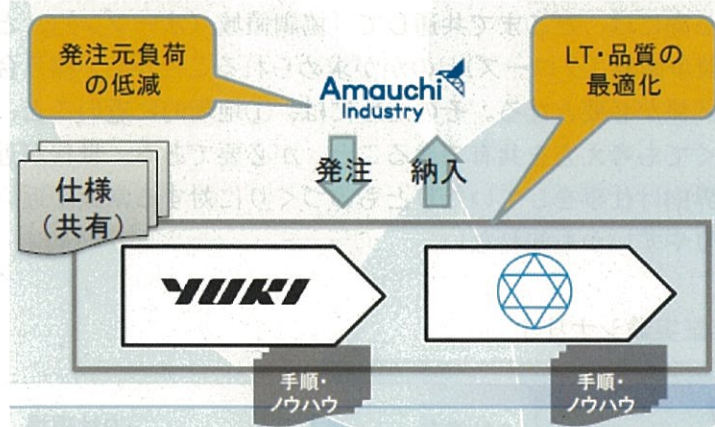 発注元負荷
の低減
LT・品質の
最適化
Amauchi
Industry
発注
納入
仕様
（共有）
YUKI
手順・
ノウハウ
手順・
ノウハウ